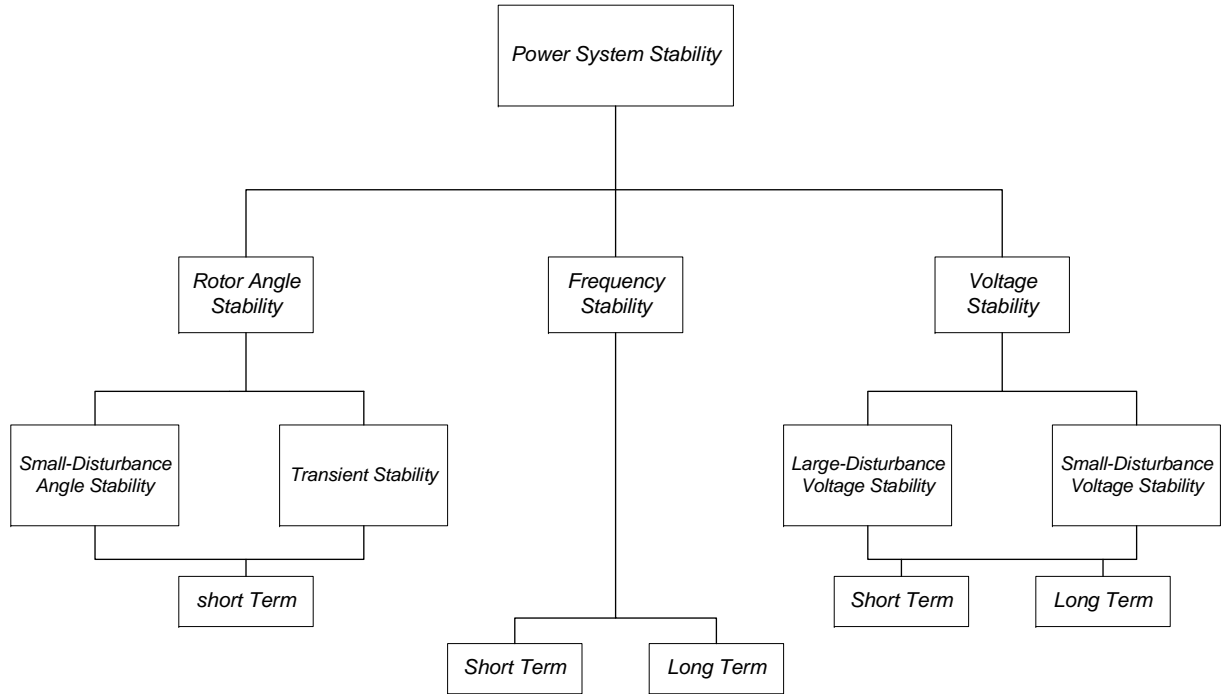 Power System Stability
Rotor Angle
Stability
Frequency
Stability
Voltage
Stability
Small-Disturbance
Angle Stability
Transient Stability
Large-Disturbance
Voltage Stability
Small-Disturbance
Voltage Stability
short Term
Short Term
Long Term
Short Term
Long Term